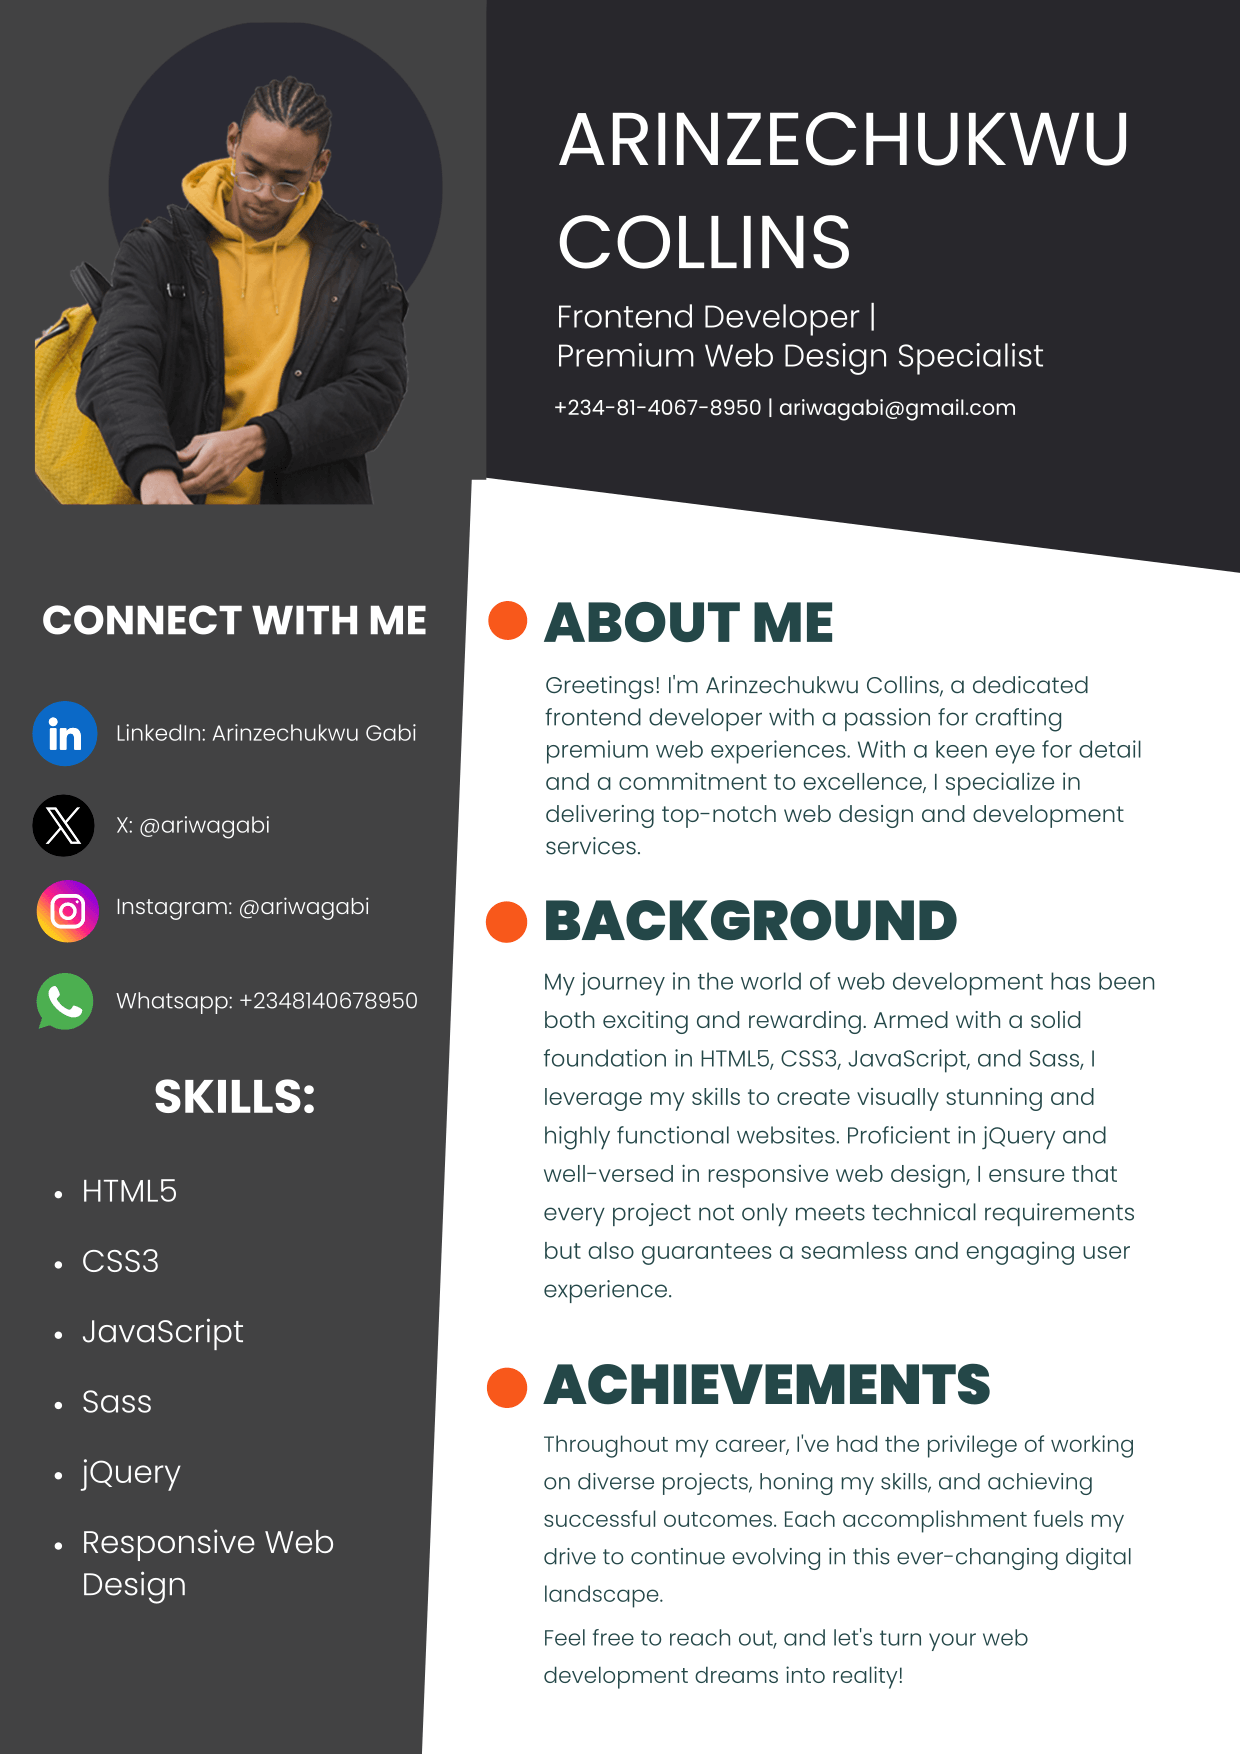 ARINZECHUKWU
COLLINS
Frontend Developer |
Premium Web Design Specialist
+234-81-4067-8950 | ariwagabi@gmail.com
CONNECT WITH ME
in
LinkedIn: Arinzechukwu Gabi
X: @ariwagabi
Instagram: @ariwagabi
Whatsapp: +2348140678950
SKILLS:
• HTML5
• CSS3
• JavaScript
• Sass
• jQuery
• Responsive Web
Design
ABOUT ME
Greetings! I'm Arinzechukwu Collins, a dedicated
frontend developer with a passion for crafting
premium web experiences. With a keen eye for detail
and a commitment to excellence, I specialize in
delivering top-notch web design and development
services.
BACKGROUND
My journey in the world of web development has been
both exciting and rewarding. Armed with a solid
foundation in HTML5, CSS3, JavaScript, and Sass, I
leverage my skills to create visually stunning and
highly functional websites. Proficient in jQuery and
well-versed in responsive web design, I ensure that
every project not only meets technical requirements
but also guarantees a seamless and engaging user
experience.
ACHIEVEMENTS
Throughout my career, I've had the privilege of working
on diverse projects, honing my skills, and achieving
successful outcomes. Each accomplishment fuels my
drive to continue evolving in this ever-changing digital
landscape.
Feel free to reach out, and let's turn your web
development dreams into reality!